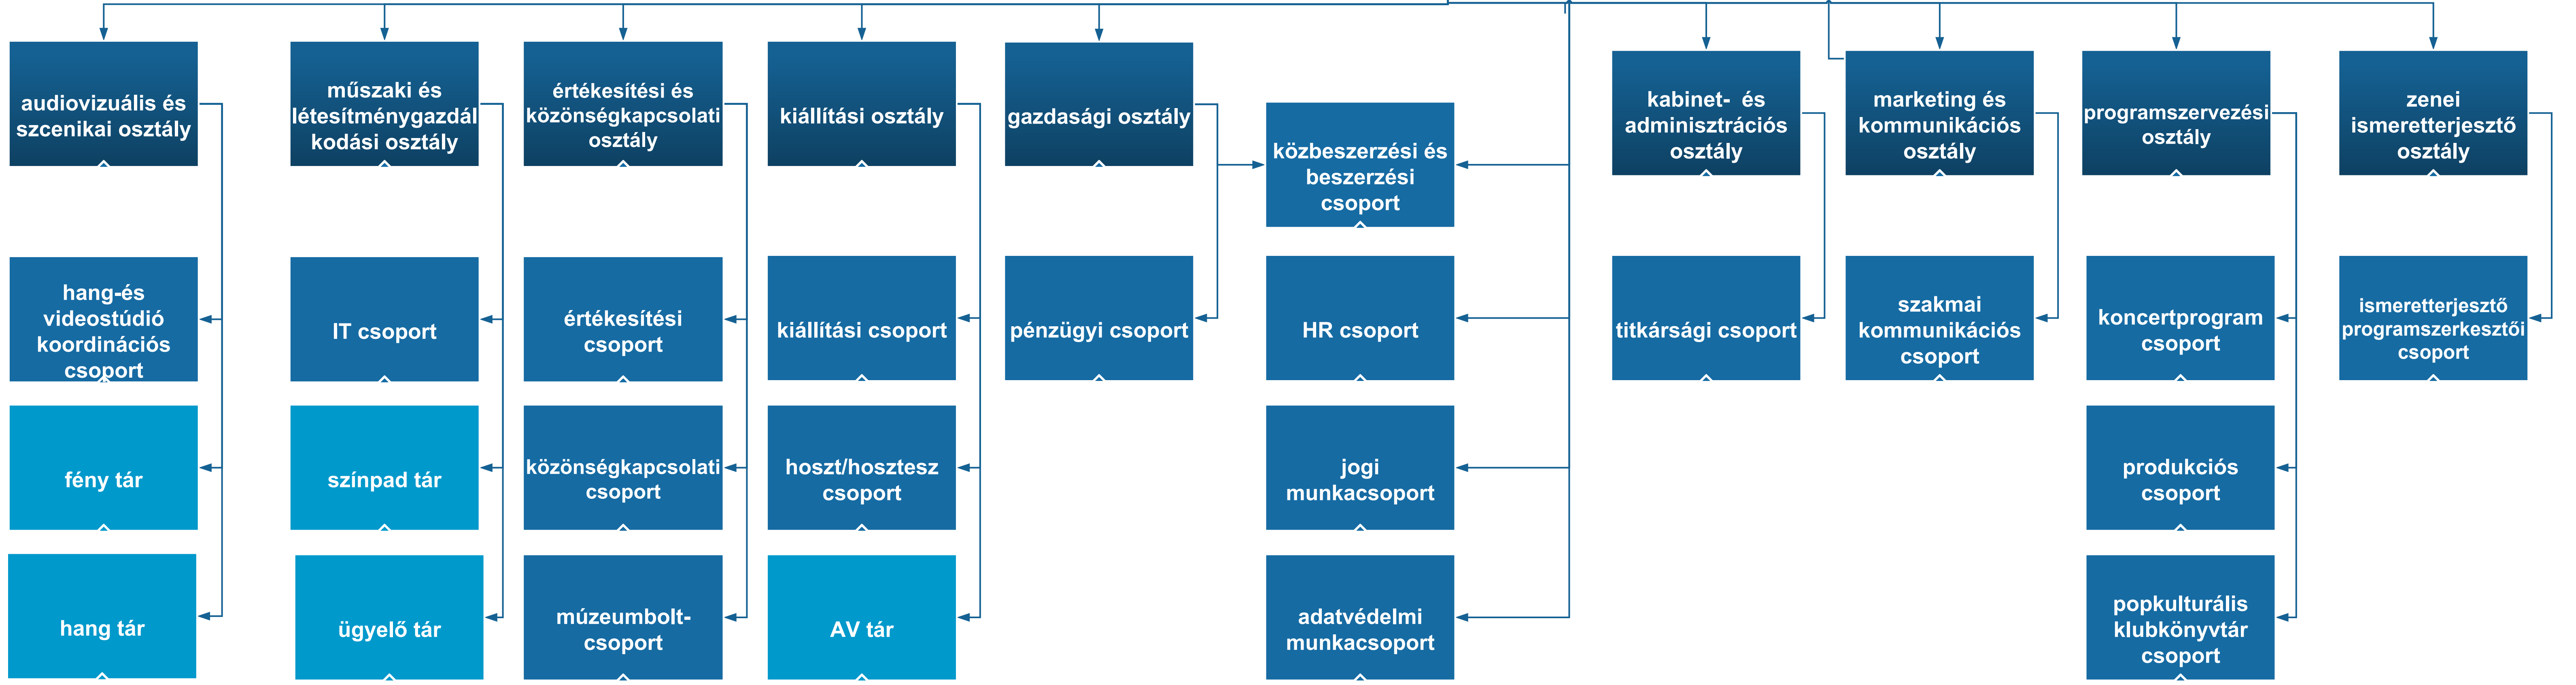 audiovizuális és
szcenikai osztály
műszaki és
létesítménygazdál
kodási osztály
értékesítési és
közönségkapcsolati
osztály
kiállítási osztály
gazdasági osztály
közbeszerzési és
beszerzési
csoport
kabinet- és
adminisztrációs
osztály
marketing és
kommunikációs
osztály
programszervezési
osztály
zenei
ismeretterjesztő
osztály
hang-és
videostúdió
koordinációs
csoport
IT csoport
értékesítési
csoport
kiállítási csoport
pénzügyi csoport
HR csoport
titkársági csoport
szakmai
kommunikációs
csoport
koncertprogram
csoport
ismeretterjesztő
programszerkesztői
csoport
fény tár
színpad tár
közönségkapcsolati
csoport
hoszt/hosztesz
csoport
jogi
munkacsoport
produkciós
csoport
hang tár
ügyelő tár
múzeumbolt-
csoport
AV tár
adatvédelmi
munkacsoport
popkulturális
klubkönyvtár
csoport